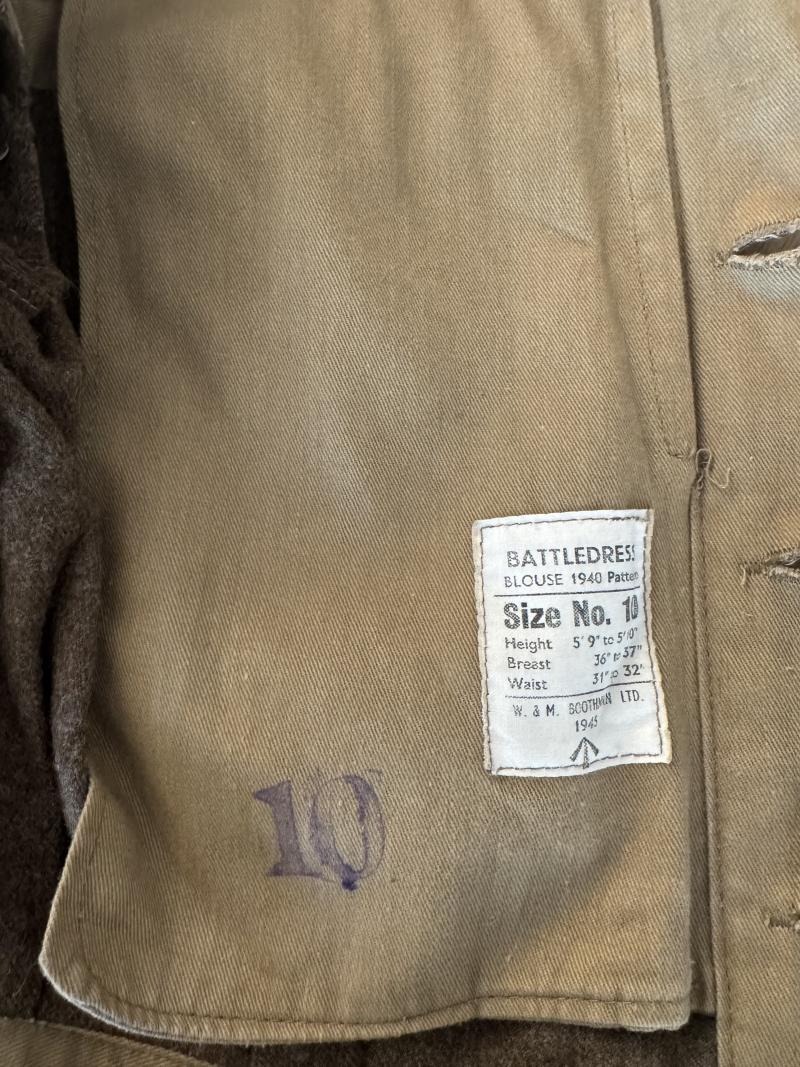 BATTLEDRESS
BLOUSE 1940 Patter
Size No. 10
Height 5' 9" to 5' 10"
Breast 36" to 37"
Waist 31" to 32"
W. & M. BOOTHMAN LTD.
1945
10